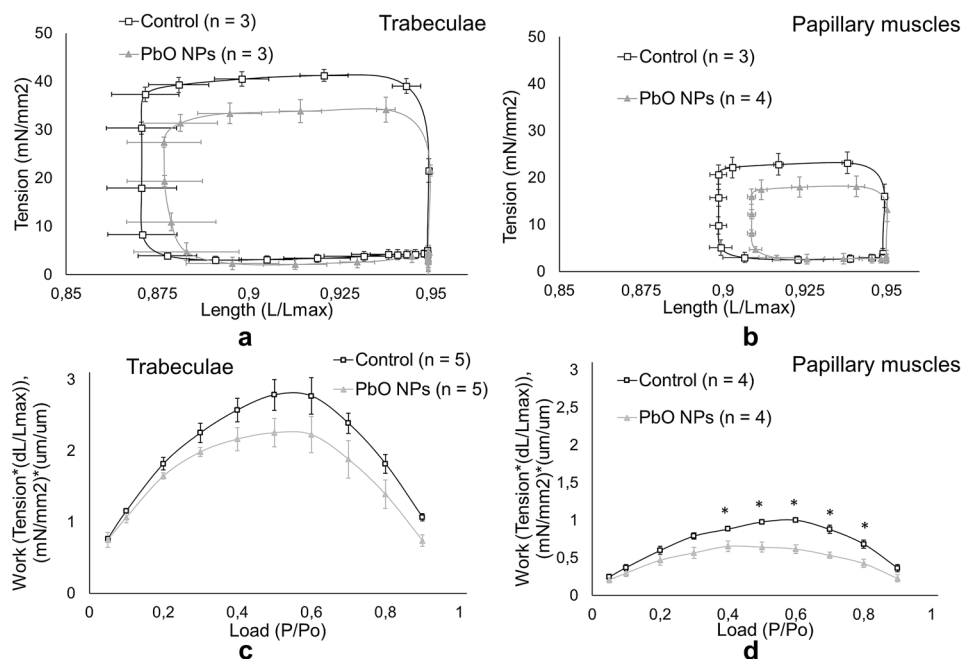 Control (n = 3)
PbO NPs (n = 3)
Trabeculae
Tension (mN/mm2)
50
40
30
20
10
0
0,85
0,875
0,9
0,925
0,95
Length (L/Lmax)
a
Papillary muscles
Control (n = 3)
PbO NPs (n = 4)
Tension (mN/mm2)
50
40
30
20
10
0
0,85
0,85
0,9
0,925
0,95
Length (L/Lmax)
b
Trabeculae
Control (n = 5)
PbO NPs (n = 5)
Work (Tension*(dL/Lmax)),
(mN/mm2)*(um/um)
3
2
1
0
0
0,2
0,4
0,6
0,8
1
Load (P/Po)
c
Papillary muscles
Control (n = 4)
PbO NPs (n = 4)
Work (Tension*(dL/Lmax)),
(mN/mm2)*(um/um)
3
2,5
2
1,5
1
0,5
0
* * * * *
0
0,2
0,4
0,6
0,8
1
Load (P/Po)
d